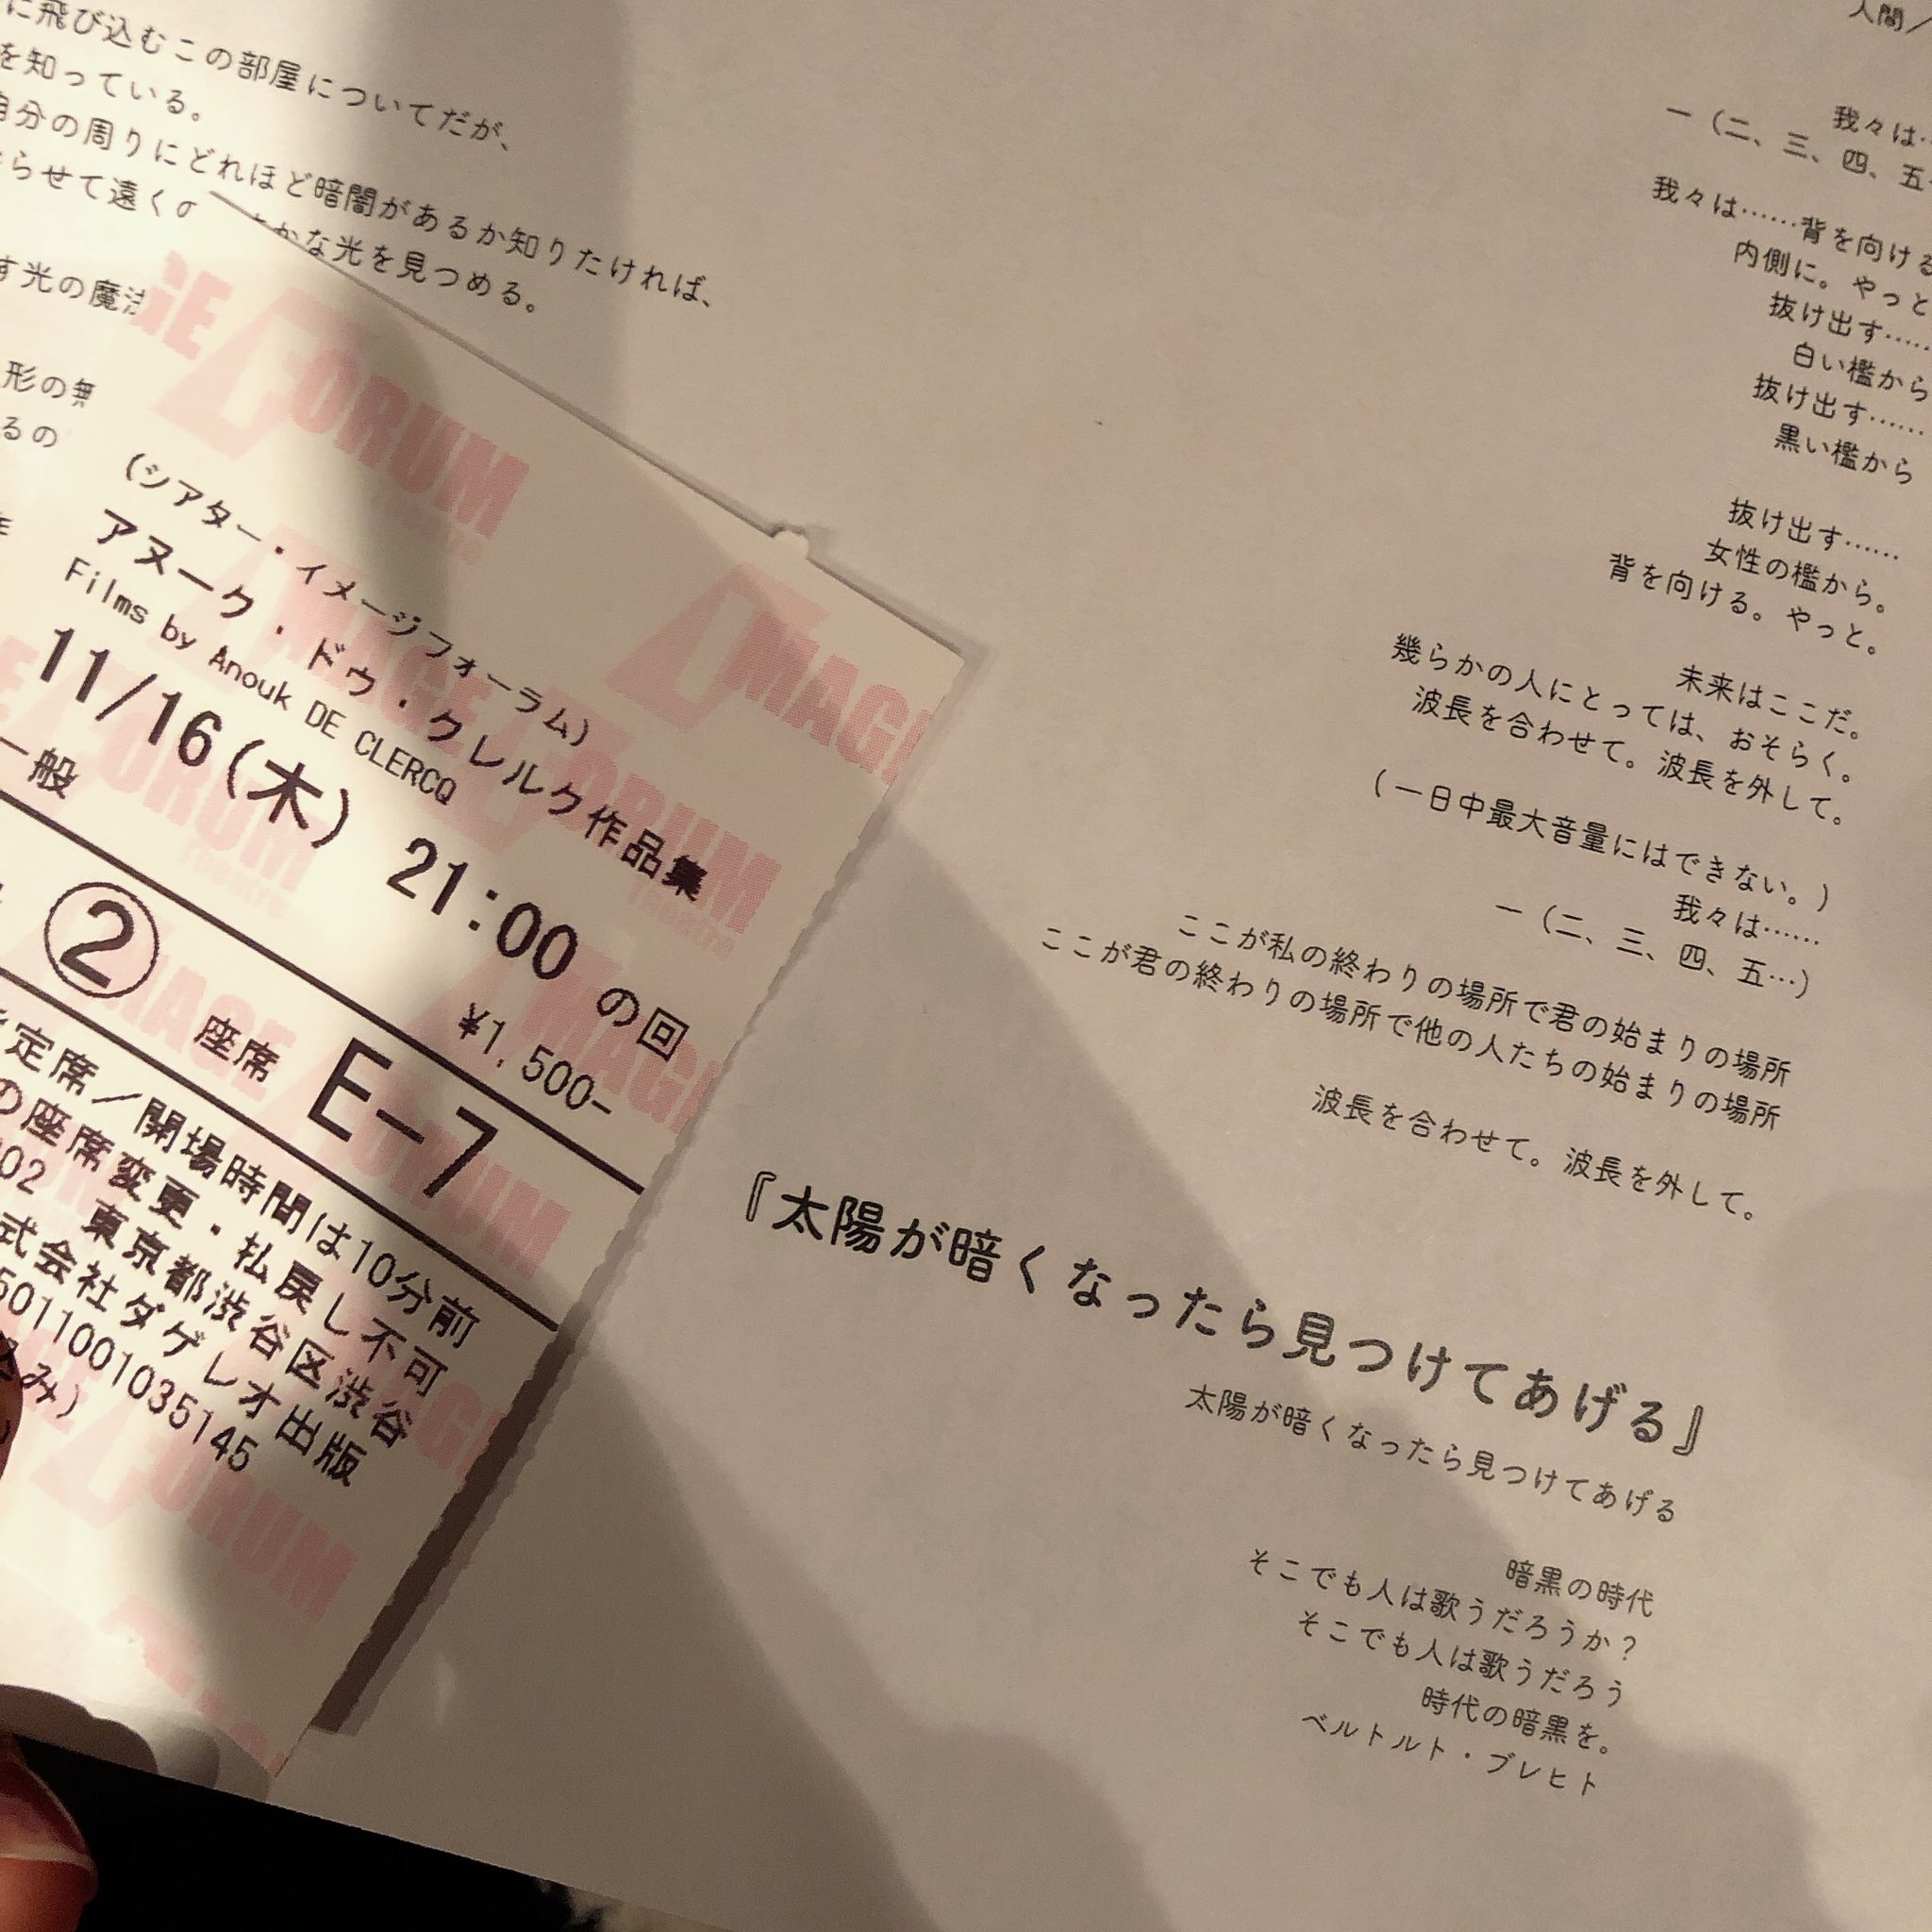 に飛び込むこの部屋についてだが、
を知っている。
自分の周りにどれほど暗闇があるか知りたければ、
らせて遠くの かな光を見つめる。
す光の魔法
形の無
るの
(シアター・イメージフォーラム)
アヌーク・ドゥ・クレルク作品集
Films by Anouk DE CLERCQ
11/16(木) 21:00 の回
一般 ¥1,500-
② 座席 E-7
定席／開場時間は10分前
の座席変更・払戻し不可
02 東京都渋谷区渋谷
式会社ダゲレオ出版
5011001035145
込み)
IMAGE FORUM
Theatre
人間／
我々は…
一（二、三、四、五…
我々は……背を向ける
内側に。やっと
抜け出す……
白い檻から
抜け出す……
黒い檻から
抜け出す……
女性の檻から。
背を向ける。やっと。
未来はここだ。
幾らかの人にとっては、おそらく。
波長を合わせて。波長を外して。
（一日中最大音量にはできない。）
我々は……
一（二、三、四、五…）
ここが私の終わりの場所で君の始まりの場所
ここが君の終わりの場所で他の人たちの始まりの場所
波長を合わせて。波長を外して。
『太陽が暗くなったら見つけてあげる』
太陽が暗くなったら見つけてあげる
暗黒の時代
そこでも人は歌うだろうか？
そこでも人は歌うだろう
時代の暗黒を。
ベルトルト・ブレヒト